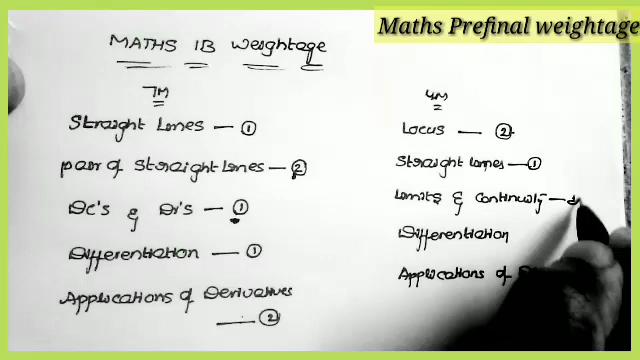 Maths Prefinal weightage
MATHS 1B weightage
7M
Straight Lines — ①
pair of Straight Lines — ②
Dc's & Dr's — ①
Differentiation — ①
Applications of Derivatives
— ②
4M
Locus — ②
Straight lines — ①
Limits & Continuity —
Differentiation
Applications of